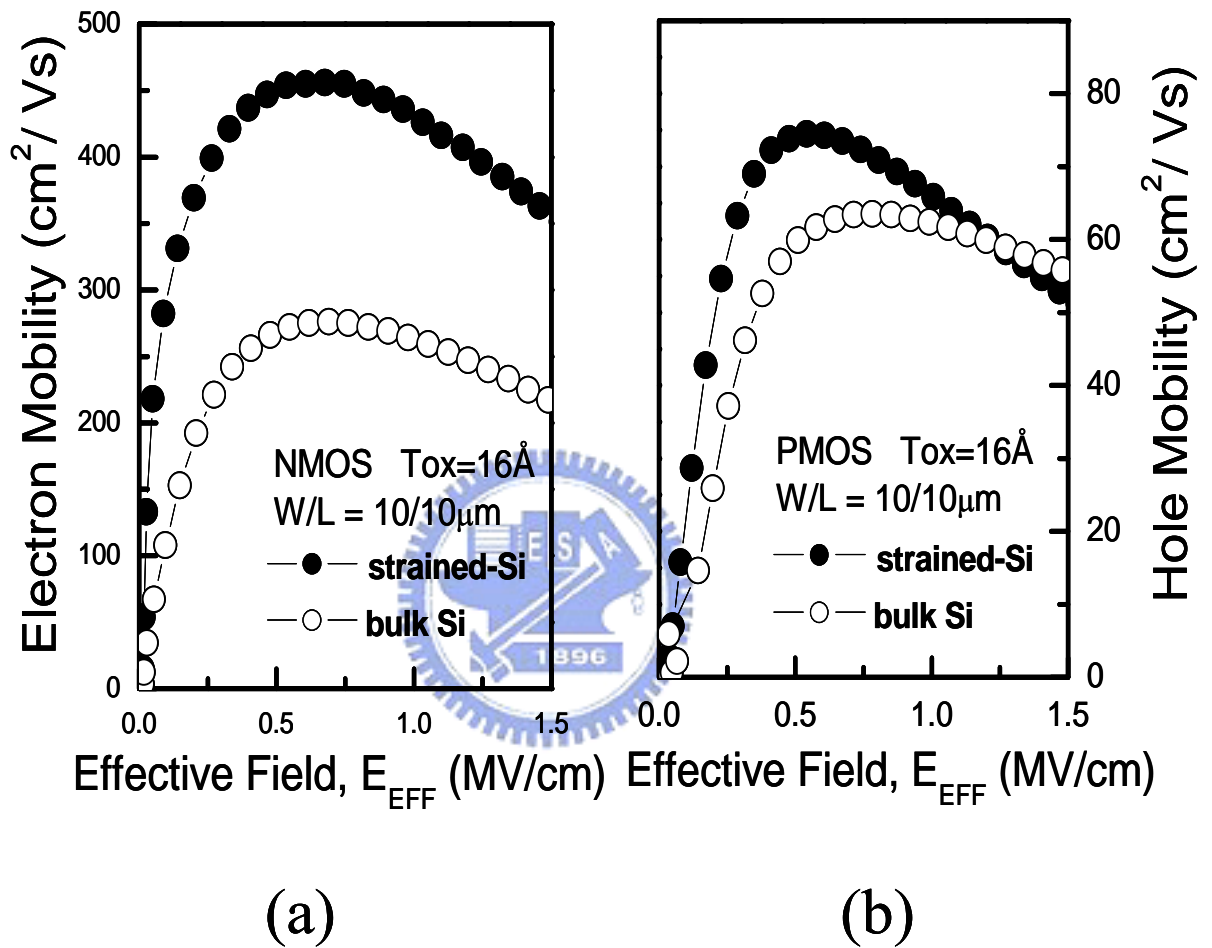 500
400
300
200
100
0
Electron Mobility (cm²/ Vs)
NMOS Tox=16Å
W/L = 10/10μm
strained-Si
bulk Si
0.0 0.5 1.0 1.5
Effective Field, E_EFF (MV/cm)
(a)
80
60
40
20
0
Hole Mobility (cm²/ Vs)
PMOS Tox=16Å
W/L = 10/10μm
strained-Si
bulk Si
0.0 0.5 1.0 1.5
Effective Field, E_EFF (MV/cm)
(b)
E S A
1896